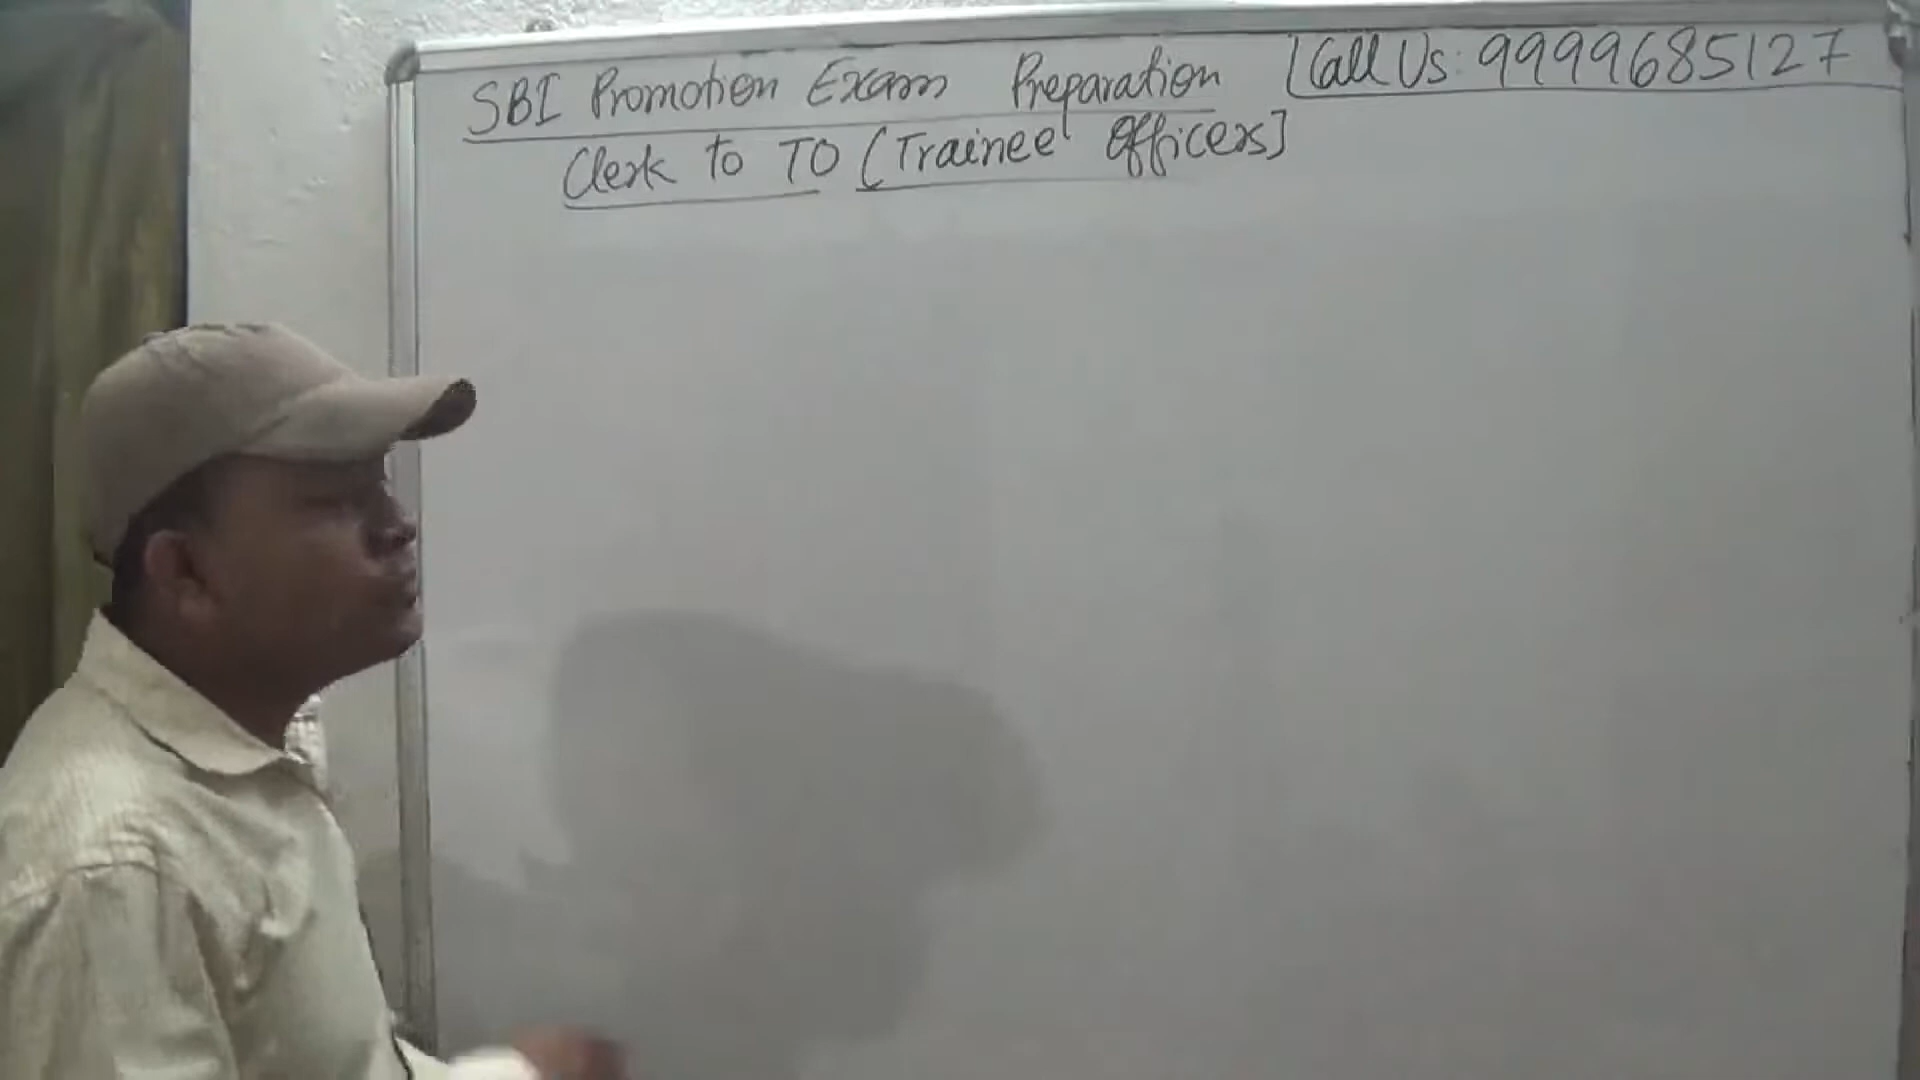 SBI Promotion Exam Preparation [Call Us: 9999685127
Clerk to TO [Trainee Officers]